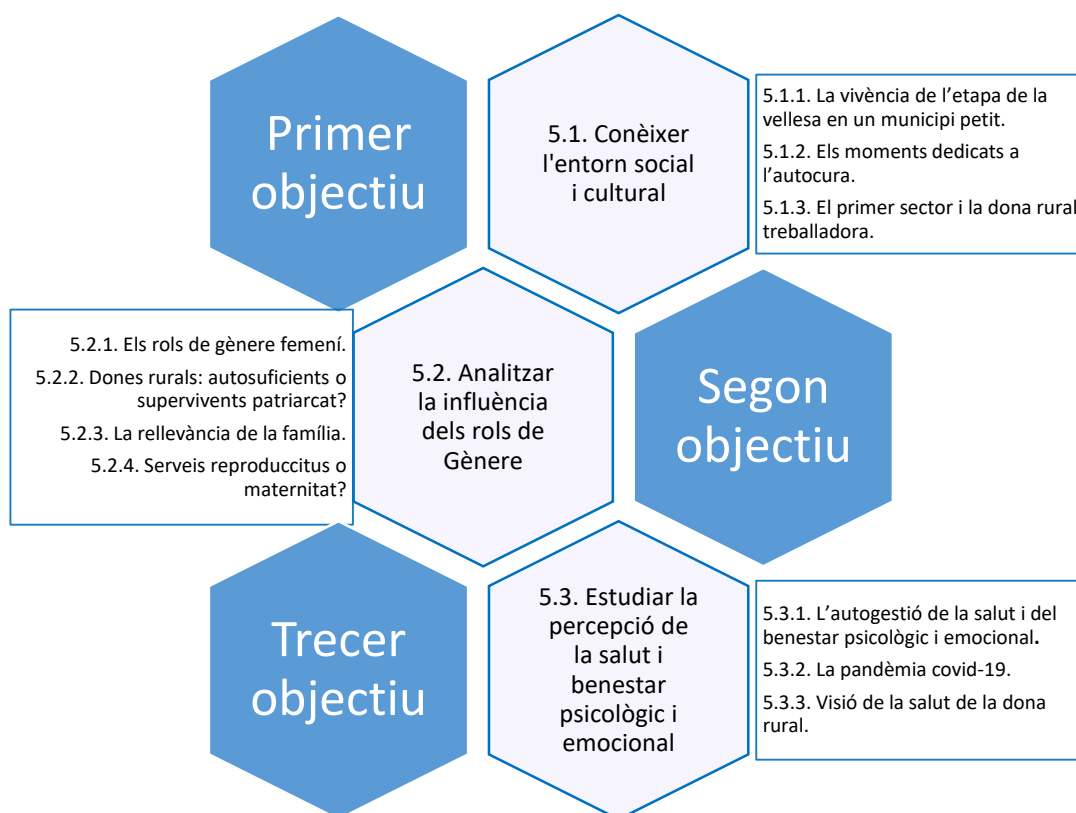 Primer
objectiu
5.1. Conèixer
l'entorn social
i cultural
5.1.1. La vivència de l’etapa de la
vellesa en un municipi petit.
5.1.2. Els moments dedicats a
l’autocura.
5.1.3. El primer sector i la dona rural
treballadora.
5.2.1. Els rols de gènere femení.
5.2.2. Dones rurals: autosuficients o
supervivents patriarcat?
5.2.3. La rellevància de la família.
5.2.4. Serveis reproduccitus o
maternitat?
5.2. Analitzar
la influència
dels rols de
Gènere
Segon
objectiu
Trecer
objectiu
5.3. Estudiar la
percepció de
la salut i
benestar
psicològic i
emocional
5.3.1. L’autogestió de la salut i del
benestar psicològic i emocional.
5.3.2. La pandèmia covid-19.
5.3.3. Visió de la salut de la dona
rural.